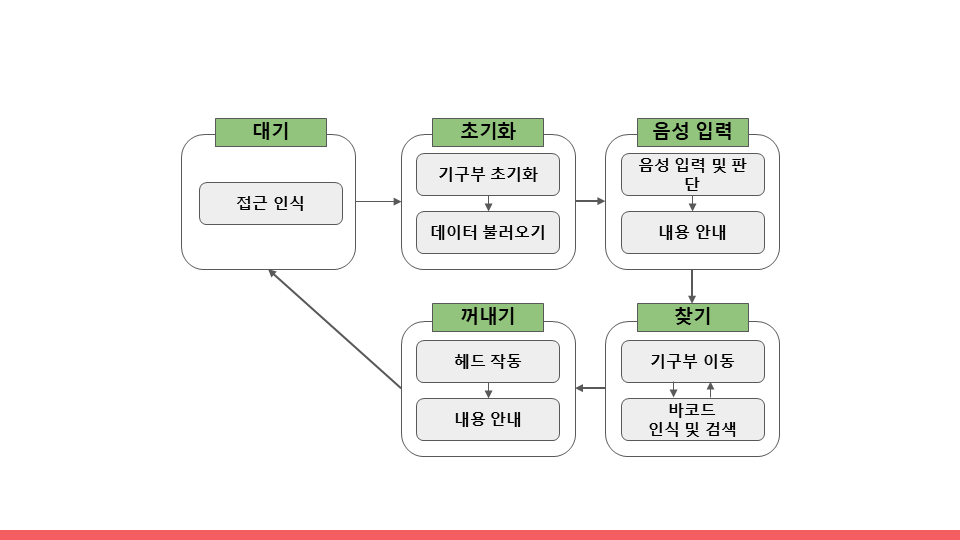 대기
접근 인식
초기화
기구부 초기화
데이터 불러오기
음성 입력
음성 입력 및 판
단
내용 안내
찾기
기구부 이동
바코드
인식 및 검색
꺼내기
헤드 작동
내용 안내